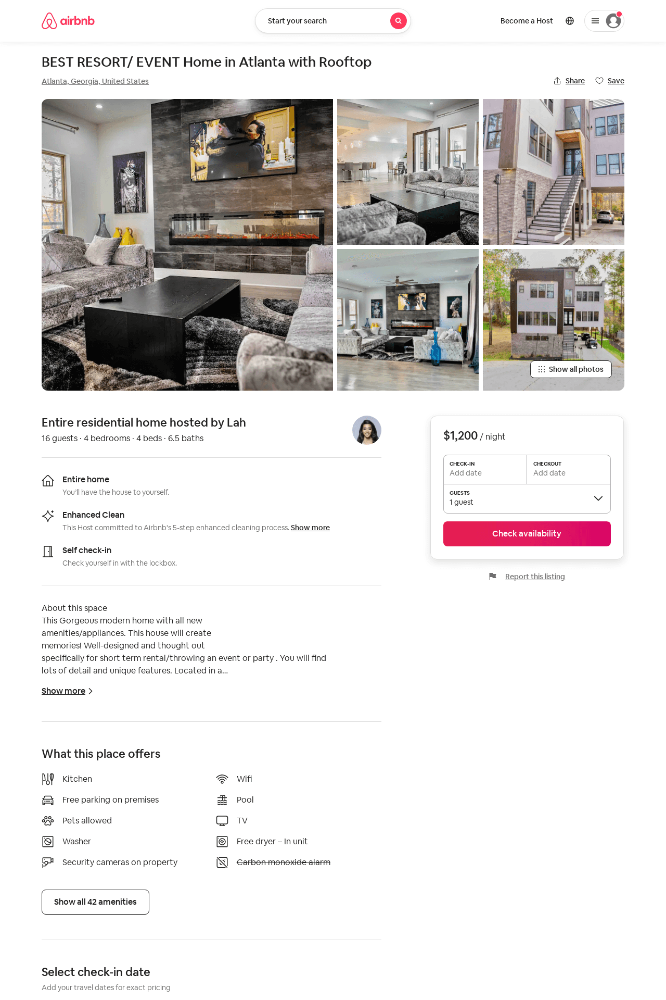 airbnb
Start your search
Become a Host
BEST RESORT/ EVENT Home in Atlanta with Rooftop
Atlanta, Georgia, United States
Share
Save
Show all photos
Entire residential home hosted by Lah
16 guests · 4 bedrooms · 4 beds · 6.5 baths
Entire home
You’ll have the house to yourself.
Enhanced Clean
This Host committed to Airbnb's 5-step enhanced cleaning process. Show more
Self check-in
Check yourself in with the lockbox.
$1,200 / night
CHECK-IN
Add date
CHECKOUT
Add date
GUESTS
1 guest
Check availability
Report this listing
About this space
This Gorgeous modern home with all new
amenities/appliances. This house will create
memories! Well-designed and thought out
specifically for short term rental/throwing an event or party . You will find
lots of detail and unique features. Located in a...
Show more
What this place offers
Kitchen
Wifi
Free parking on premises
Pool
Pets allowed
TV
Washer
Free dryer – In unit
Security cameras on property
Carbon monoxide alarm
Show all 42 amenities
Select check-in date
Add your travel dates for exact pricing